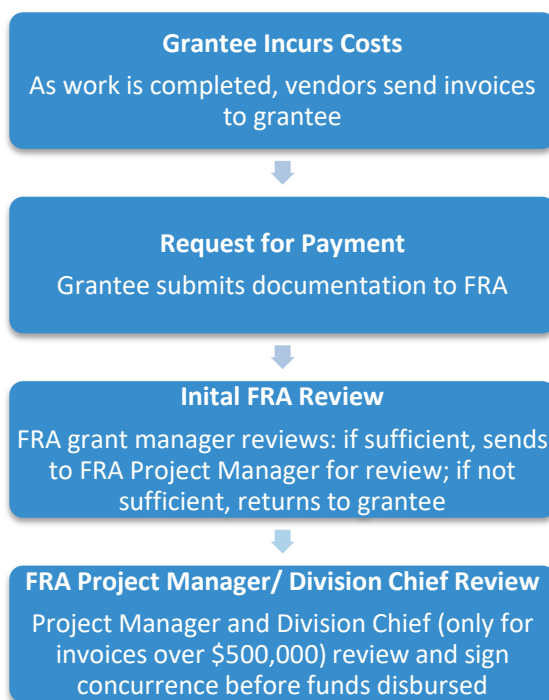 Grantee Incurs Costs
As work is completed, vendors send invoices
to grantee
Request for Payment
Grantee submits documentation to FRA
Inital FRA Review
FRA grant manager reviews: if sufficient, sends
to FRA Project Manager for review; if not
sufficient, returns to grantee
FRA Project Manager/ Division Chief Review
Project Manager and Division Chief (only for
invoices over $500,000) review and sign
concurrence before funds disbursed